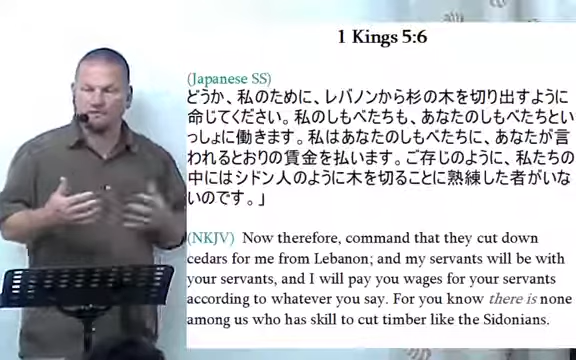 1 Kings 5:6
(Japanese SS)
どうか、私のために、レバノンから杉の木を切り出すように
命じてください。私のしもべたちも、あなたのしもべたちとい
っしょに働きます。私はあなたのしもべたちに、あなたが言
われるとおりの賃金を払います。ご存じのように、私たちの
中にはシドン人のように木を切ることに熟練した者がいな
いのです。」
(NKJV) Now therefore, command that they cut down
cedars for me from Lebanon; and my servants will be with
your servants, and I will pay you wages for your servants
according to whatever you say. For you know there is none
among us who has skill to cut timber like the Sidonians.